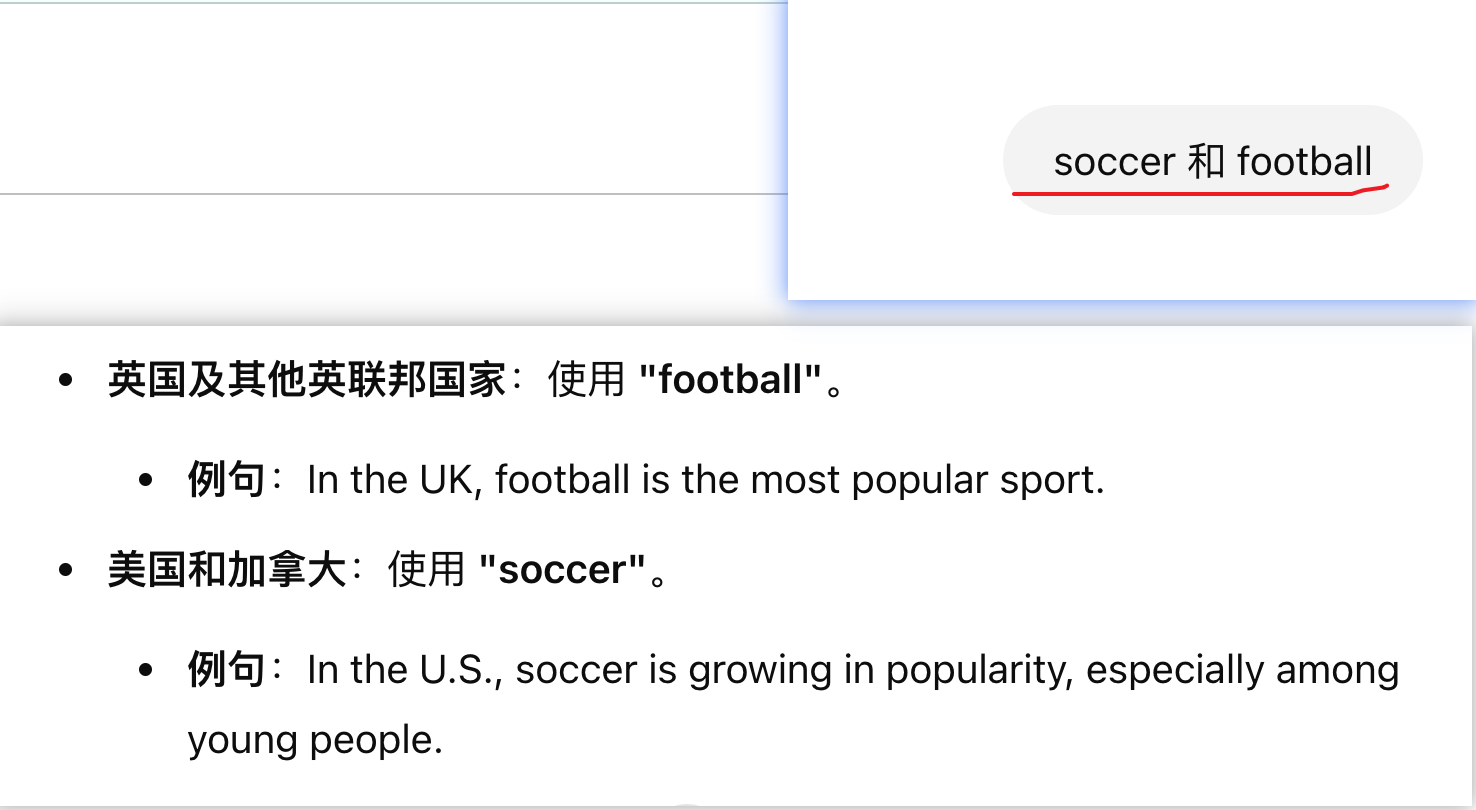 soccer 和 football
英国及其他英联邦国家：使用 "football"。
例句：In the UK, football is the most popular sport.
美国和加拿大：使用 "soccer"。
例句：In the U.S., soccer is growing in popularity, especially among
young people.